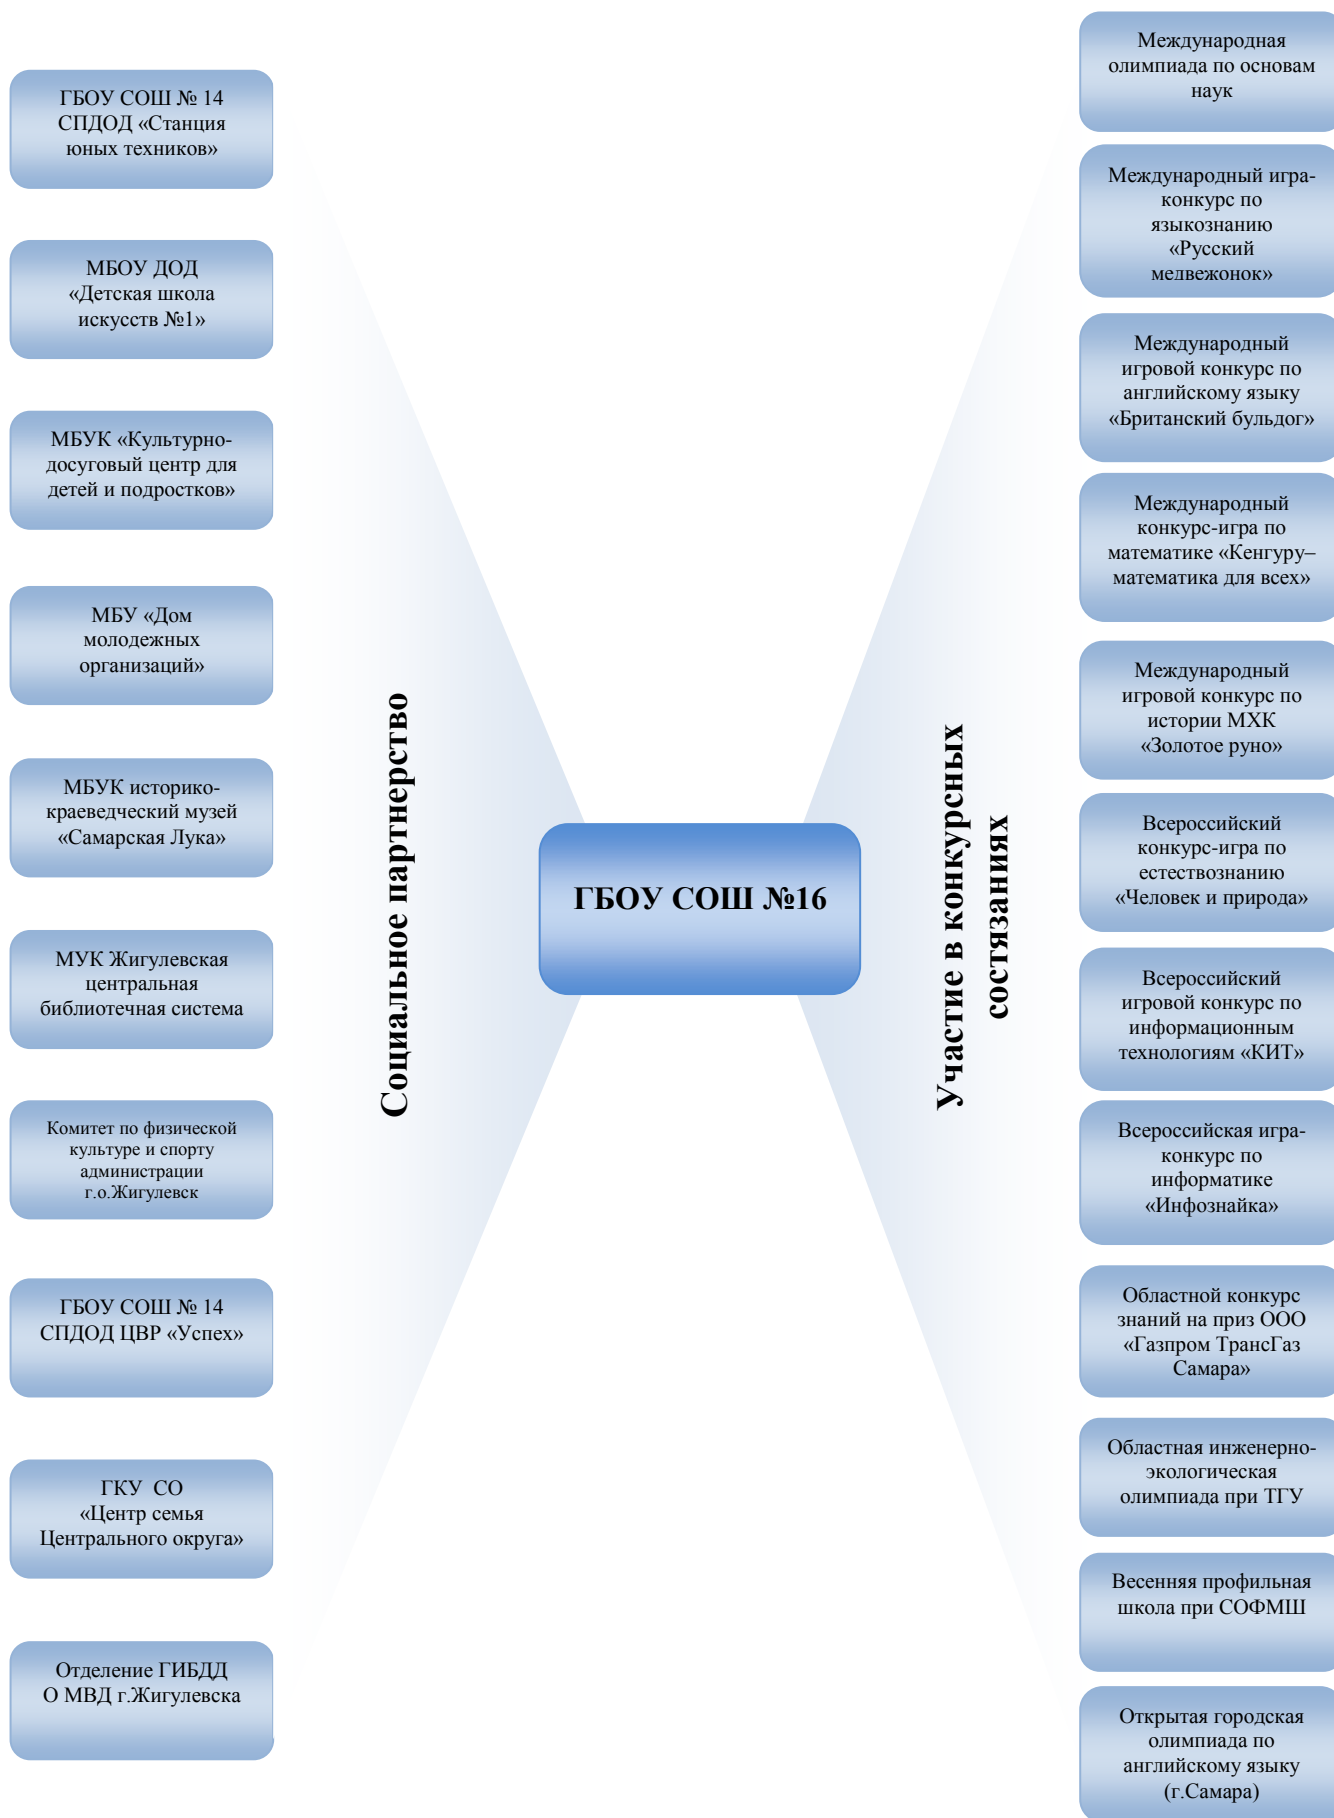 ГБОУ СОШ № 14
СПДОД «Станция
юных техников»
МБОУ ДОД
«Детская школа
искусств №1»
МБУК «Культурно-
досуговый центр для
детей и подростков»
МБУ «Дом
молодежных
организаций»
МБУК историко-
краеведческий музей
«Самарская Лука»
МУК Жигулевская
центральная
библиотечная система
Комитет по физической
культуре и спорту
администрации
г.о.Жигулевск
ГБОУ СОШ № 14
СПДОД ЦВР «Успех»
ГКУ  СО
«Центр семья
Центрального округа»
Отделение ГИБДД
О МВД г.Жигулевска
Социальное партнерство
ГБОУ СОШ №16
Участие в конкурсных
состязаниях
Международная
олимпиада по основам
наук
Международный игра-
конкурс по
языкознанию
«Русский
медвежонок»
Международный
игровой конкурс по
английскому языку
«Британский бульдог»
Международный
конкурс-игра по
математике «Кенгуру–
математика для всех»
Международный
игровой конкурс по
истории МХК
«Золотое руно»
Всероссийский
конкурс-игра по
естествознанию
«Человек и природа»
Всероссийский
игровой конкурс по
информационным
технологиям «КИТ»
Всероссийская игра-
конкурс по
информатике
«Инфознайка»
Областной конкурс
знаний на приз ООО
«Газпром ТрансГаз
Самара»
Областная инженерно-
экологическая
олимпиада при ТГУ
Весенняя профильная
школа при СОФМШ
Открытая городская
олимпиада по
английскому языку
(г.Самара)